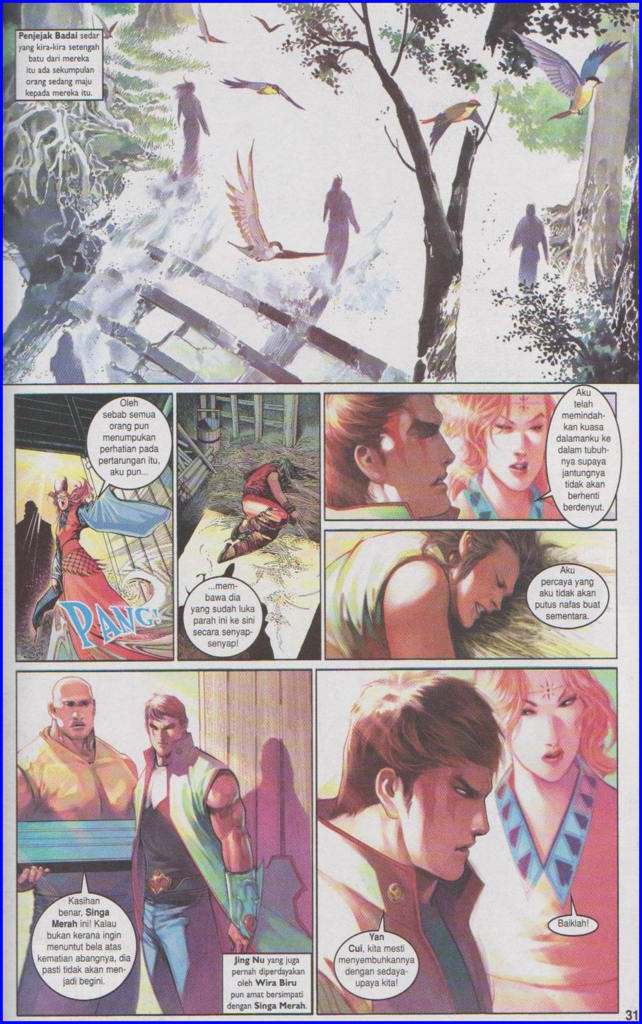 Penjejak Badai sedar
yang kira-kira setengah
batu dari mereka
itu ada sekumpulan
orang sedang maju
kepada mereka itu.
Oleh
sebab semua
orang pun
menumpukan
perhatian pada
pertarungan itu,
aku pun...
PANG!
...mem-
bawa dia
yang sudah luka
parah ini ke sini
secara senyap-
senyap!
Aku
telah
memindah-
kan kuasa
dalamanku ke
dalam tubuh-
nya supaya
jantungnya
tidak akan
berhenti
berdenyut.
Aku
percaya yang
aku tidak akan
putus nafas buat
sementara.
Kasihan
benar, Singa
Merah ini! Kalau
bukan kerana ingin
menuntut bela atas
kematian abangnya, dia
pasti tidak akan men-
jadi begini.
Jing Nu yang juga
pernah diperdayakan
oleh Wira Biru
pun amat bersimpati
dengan Singa Merah.
Yan
Cui, kita mesti
menyembuhkannya
dengan sedaya-
upaya kita!
Baiklah!
31